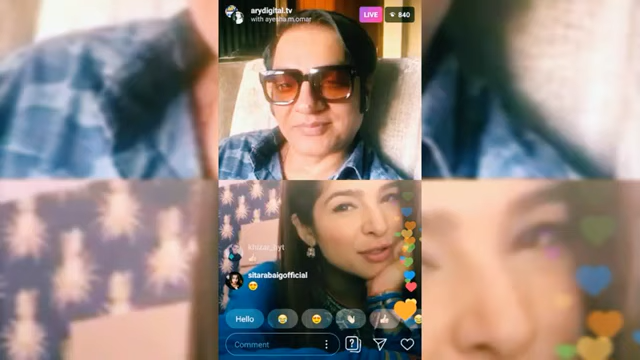 arydigital.tv
with ayesha.m.omar
LIVE
840
sitarabaigofficial
Hello
Comment